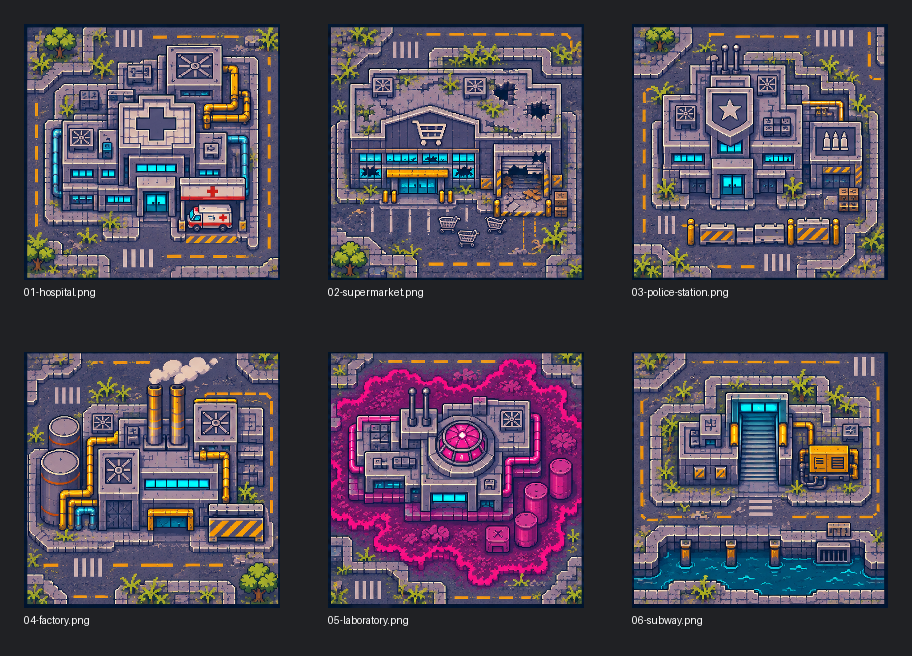 01-hospital.png
02-supermarket.png
03-police-station.png
04-factory.png
05-laboratory.png
06-subway.png